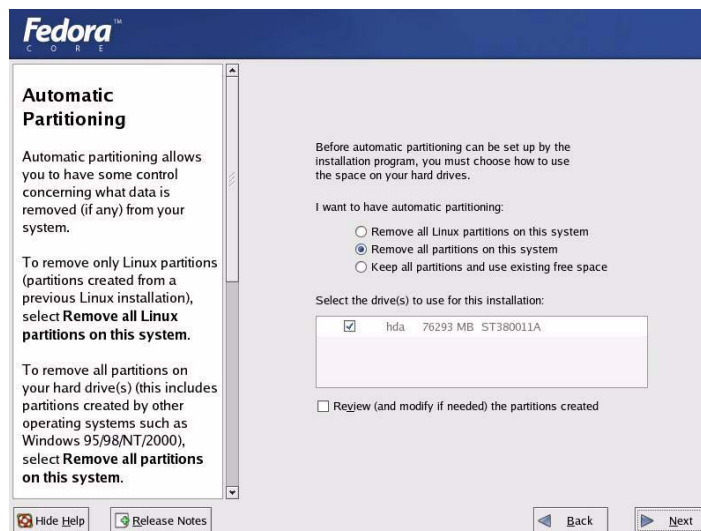 Fedora™
CORE
Automatic
Partitioning
Automatic partitioning allows
you to have some control
concerning what data is
removed (if any) from your
system.
To remove only Linux partitions
(partitions created from a
previous Linux installation),
select Remove all Linux
partitions on this system.
To remove all partitions on
your hard drive(s) (this includes
partitions created by other
operating systems such as
Windows 95/98/NT/2000),
select Remove all partitions
on this system.
Before automatic partitioning can be set up by the
installation program, you must choose how to use
the space on your hard drives.
I want to have automatic partitioning:
Remove all Linux partitions on this system
Remove all partitions on this system
Keep all partitions and use existing free space
Select the drive(s) to use for this installation:
hda 76293 MB ST380011A
Review (and modify if needed) the partitions created
Hide Help Release Notes Back Next